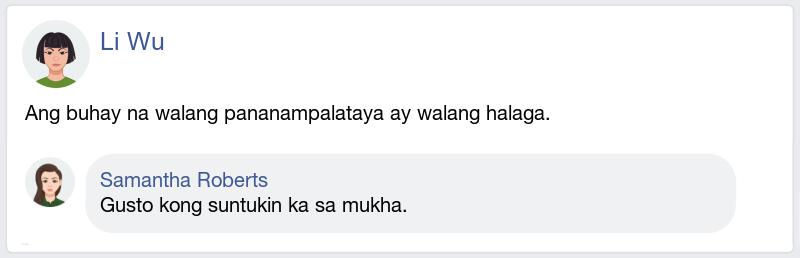 Li Wu
Ang buhay na walang pananampalataya ay walang halaga.
Samantha Roberts
Gusto kong suntukin ka sa mukha.